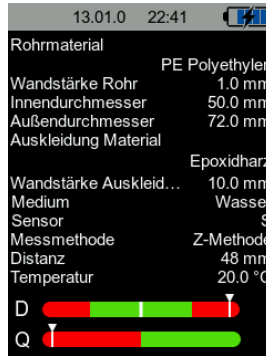 13.01.0 22:41
Rohrmaterial
PE Polyethylen
Wandstärke Rohr 1.0 mm
Innendurchmesser 50.0 mm
Außendurchmesser 72.0 mm
Auskleidung Material
Epoxidharz
Wandstärke Auskleid... 10.0 mm
Medium Wasse
Sensor S
Messmethode Z-Methode
Distanz 48 mm
Temperatur 20.0 °C
D
Q